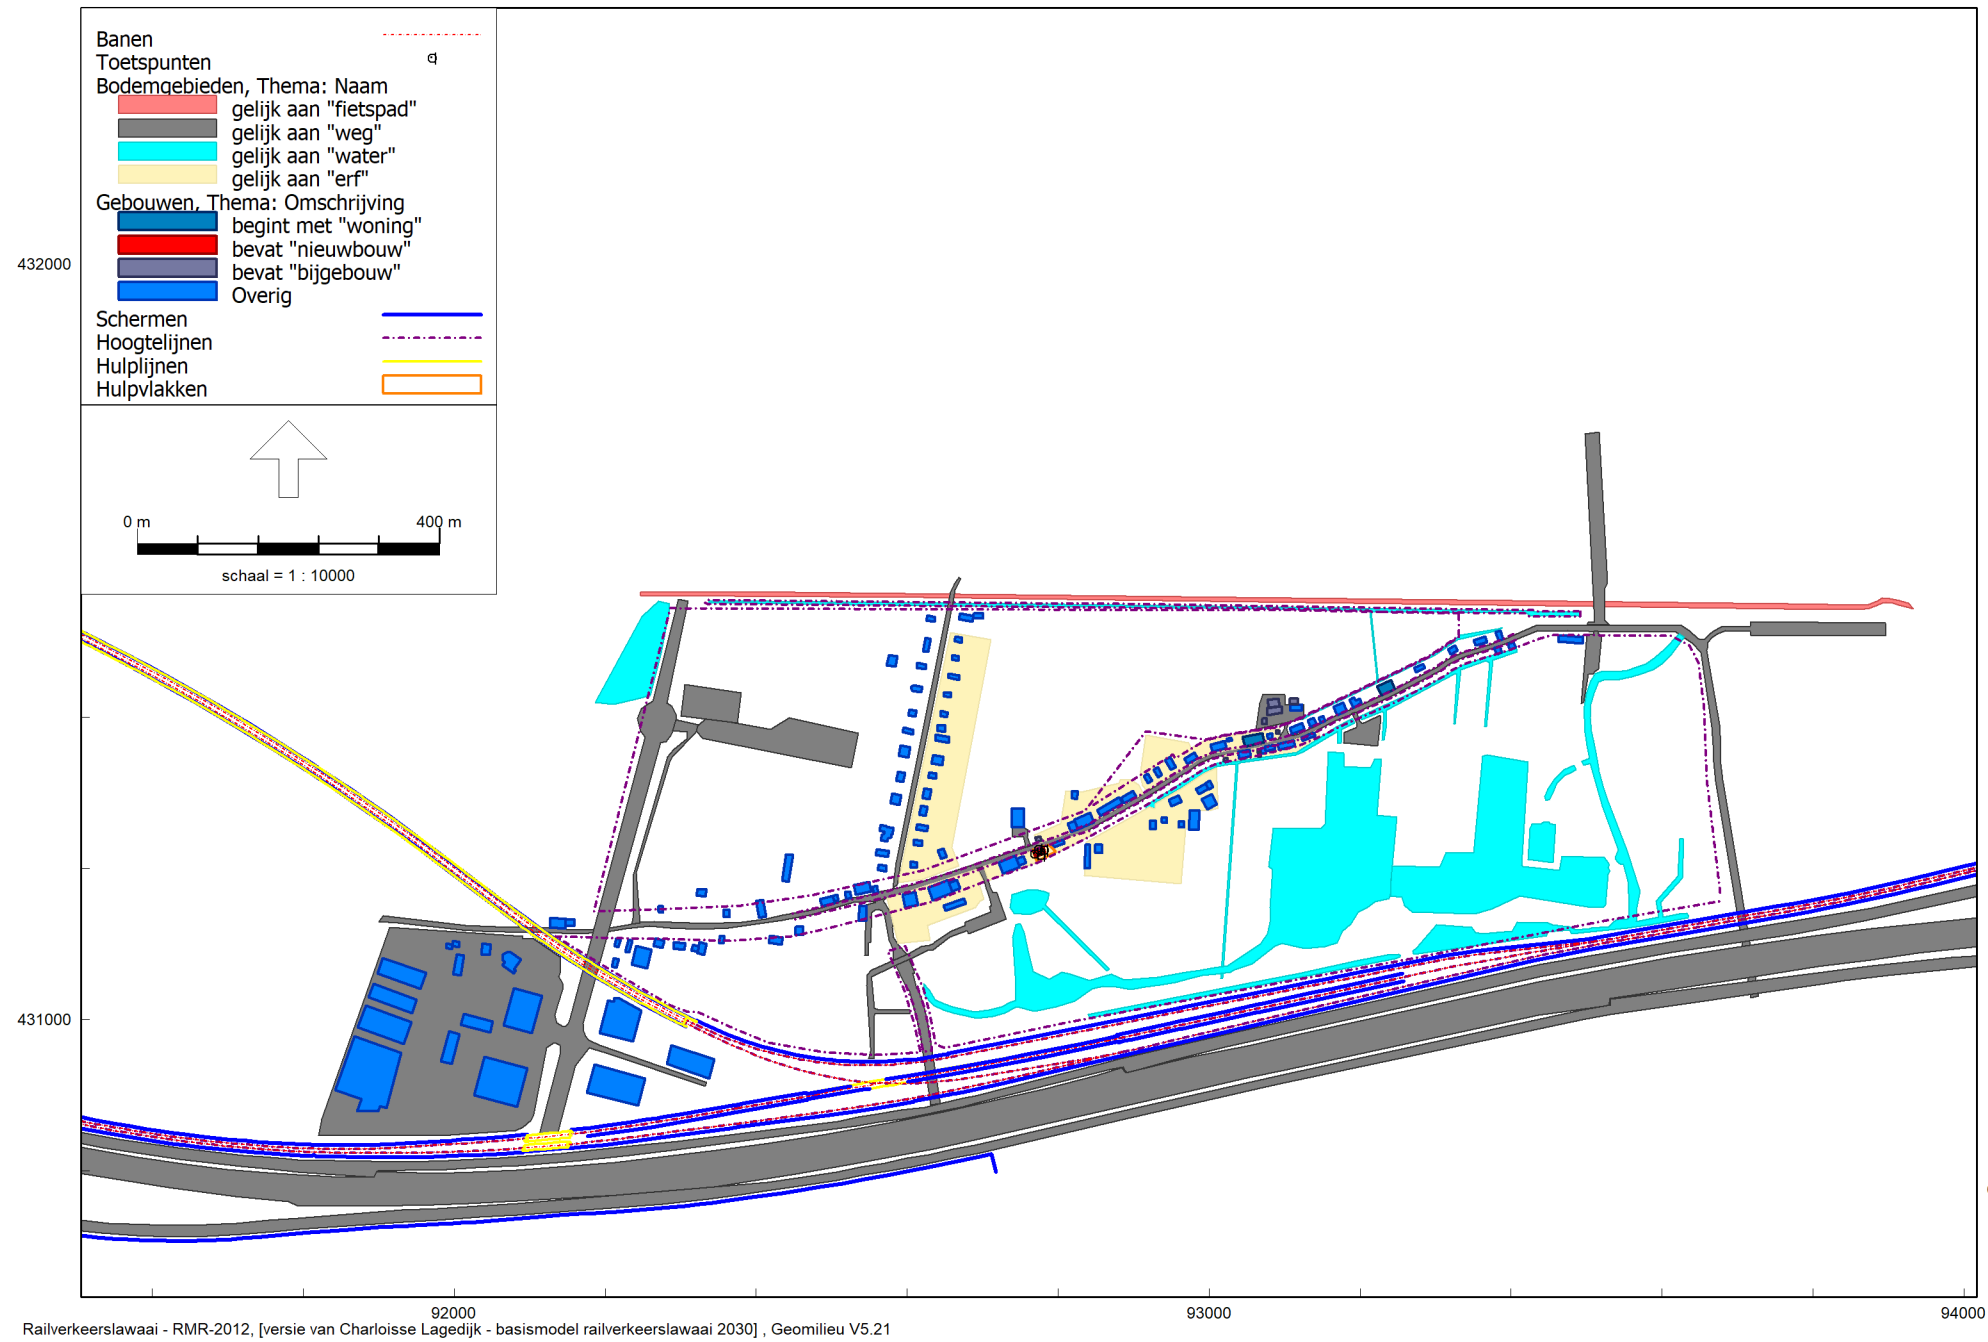 Banen
Toetspunten
Bodemgebieden, Thema: Naam
gelijk aan "fietspad"
gelijk aan "weg"
gelijk aan "water"
gelijk aan "erf"
Gebouwen, Thema: Omschrijving
begint met "woning"
bevat "nieuwbouw"
bevat "bijgebouw"
Overig
Schermen
Hoogtelijnen
Hulplijnen
Hulpvlakken
0 m 400 m
schaal = 1 : 10000
432000
431000
92000 93000 94000
Railverkeerslawaai - RMR-2012, [versie van Charloisse Lagedijk - basismodel railverkeerslawaai 2030] , Geomilieu V5.21